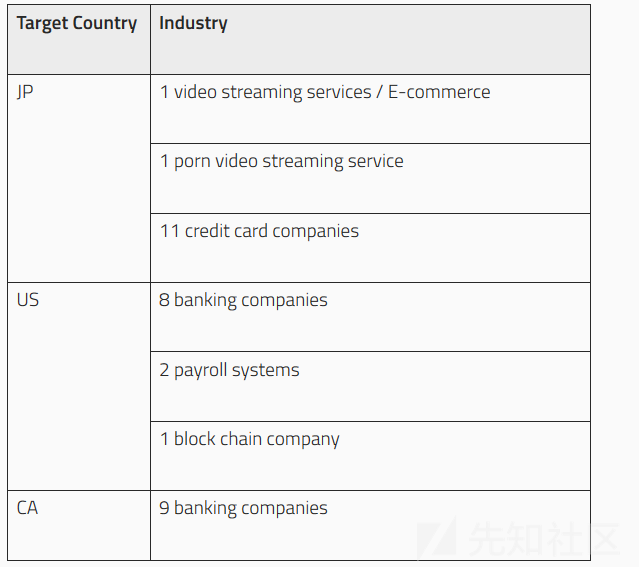 Target Country Industry
JP 1 video streaming services / E-commerce
1 porn video streaming service
11 credit card companies
US 8 banking companies
2 payroll systems
1 block chain company
CA 9 banking companies
先知社区